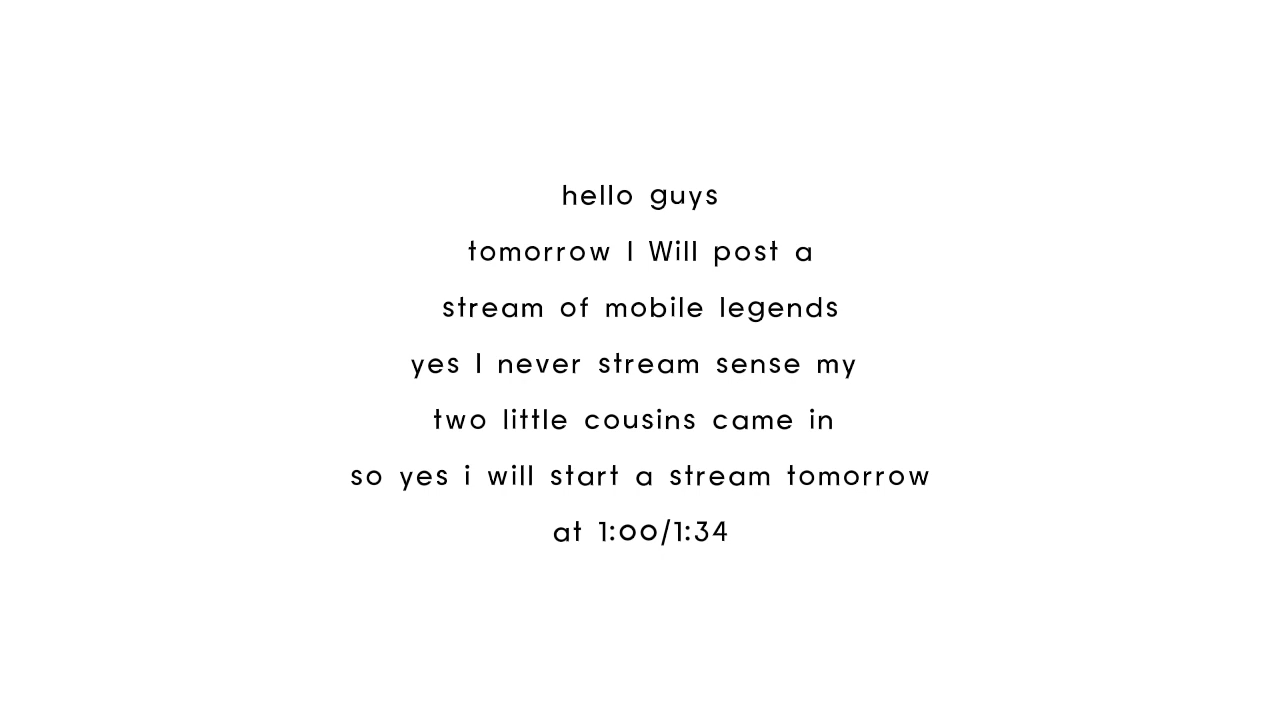 hello guys
tomorrow I Will post a
stream of mobile legends
yes I never stream sense my
two little cousins came in
so yes i will start a stream tomorrow
at 1:00/1:34